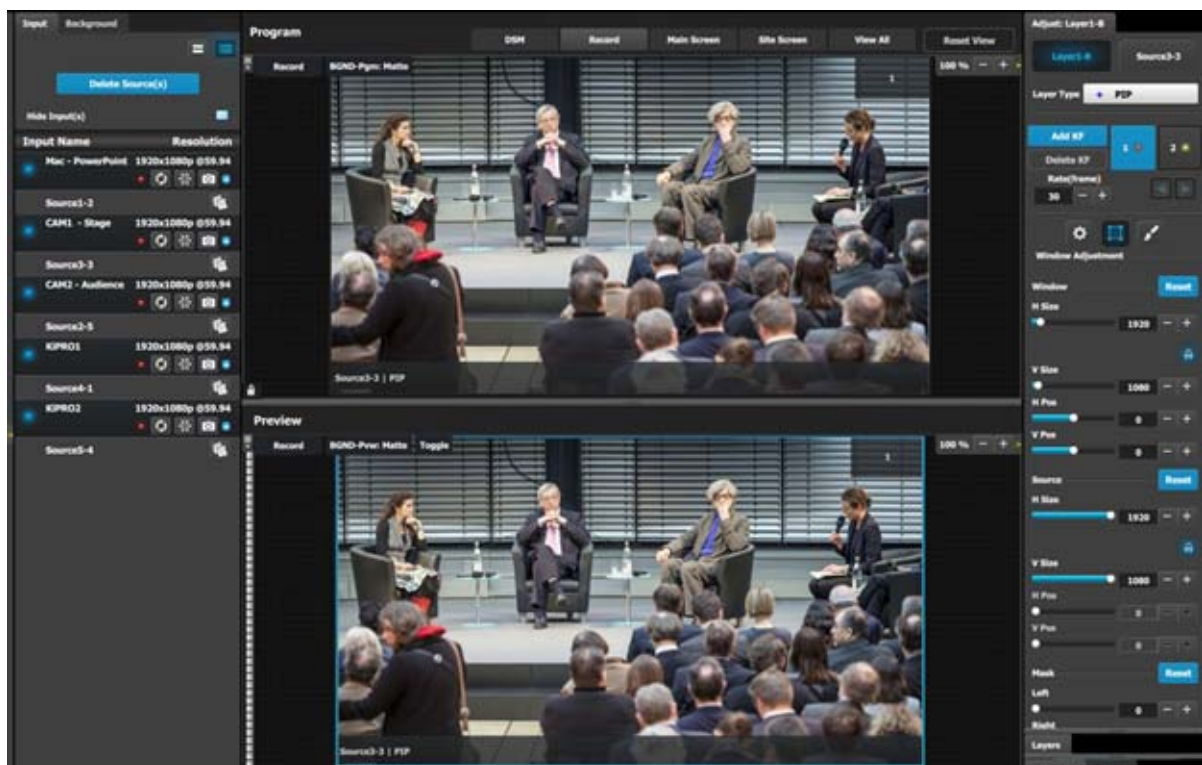 Input Background
Delete Source(s)
Hide Input(s)
Input Name Resolution
Mac - PowerPoint 1920x1080p @59.94
Source1-2
CAM1 - Stage 1920x1080p @59.94
Source3-3
CAM2 - Audience 1920x1080p @59.94
Source2-5
KIPRO1 1920x1080p @59.94
Source4-1
KIPRO2 1920x1080p @59.94
Source5-4
Program
DSM Record Main Screen Site Screen View All Reset View
Record BGND-Pgm: Matte 100 % - +
1
Source3-3 | PIP
Preview
Record BGND-Pvw: Matte Toggle 100 % - +
1
Source3-3 | PIP
Adjust: Layer1-B
Layer1-B Source3-3
Layer Type + PIP
Add KF 1 2
Delete KF
Rate(frame)
30 - +
Window Adjustment
Window Reset
H Size
1920 - +
V Size
1080 - +
H Pos
0 - +
V Pos
0 - +
Source Reset
H Size
1920 - +
V Size
1080 - +
H Pos
0 - +
V Pos
0 - +
Mask Reset
Left
0 - +
Right
Layers